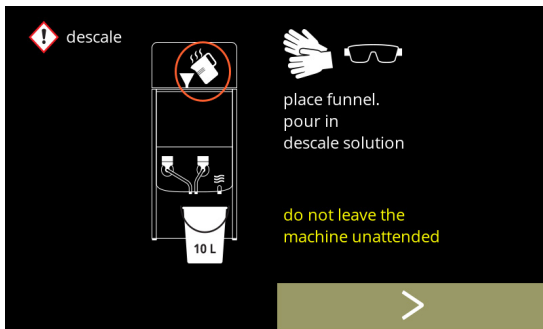 descale
place funnel.
pour in
descale solution
do not leave the
machine unattended
10 L